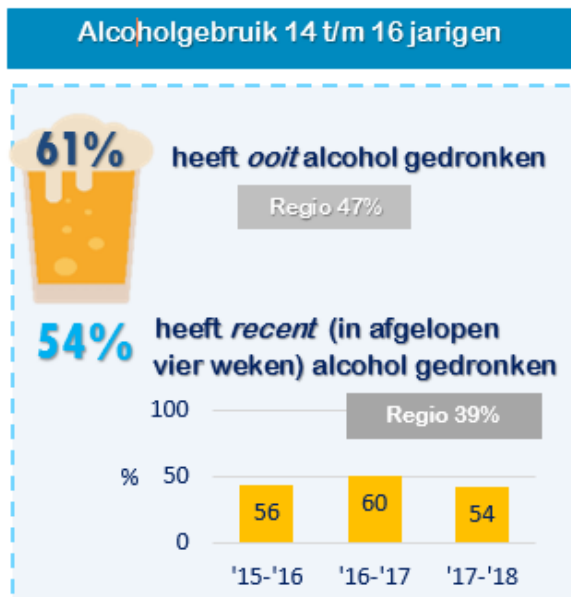 Alcoholgebruik 14 t/m 16 jarigen
61%
heeft ooit alcohol gedronken
Regio 47%
54%
heeft recent (in afgelopen
vier weken) alcohol gedronken
Regio 39%
100
%
50
0
56
60
54
'15-'16
'16-'17
'17-'18